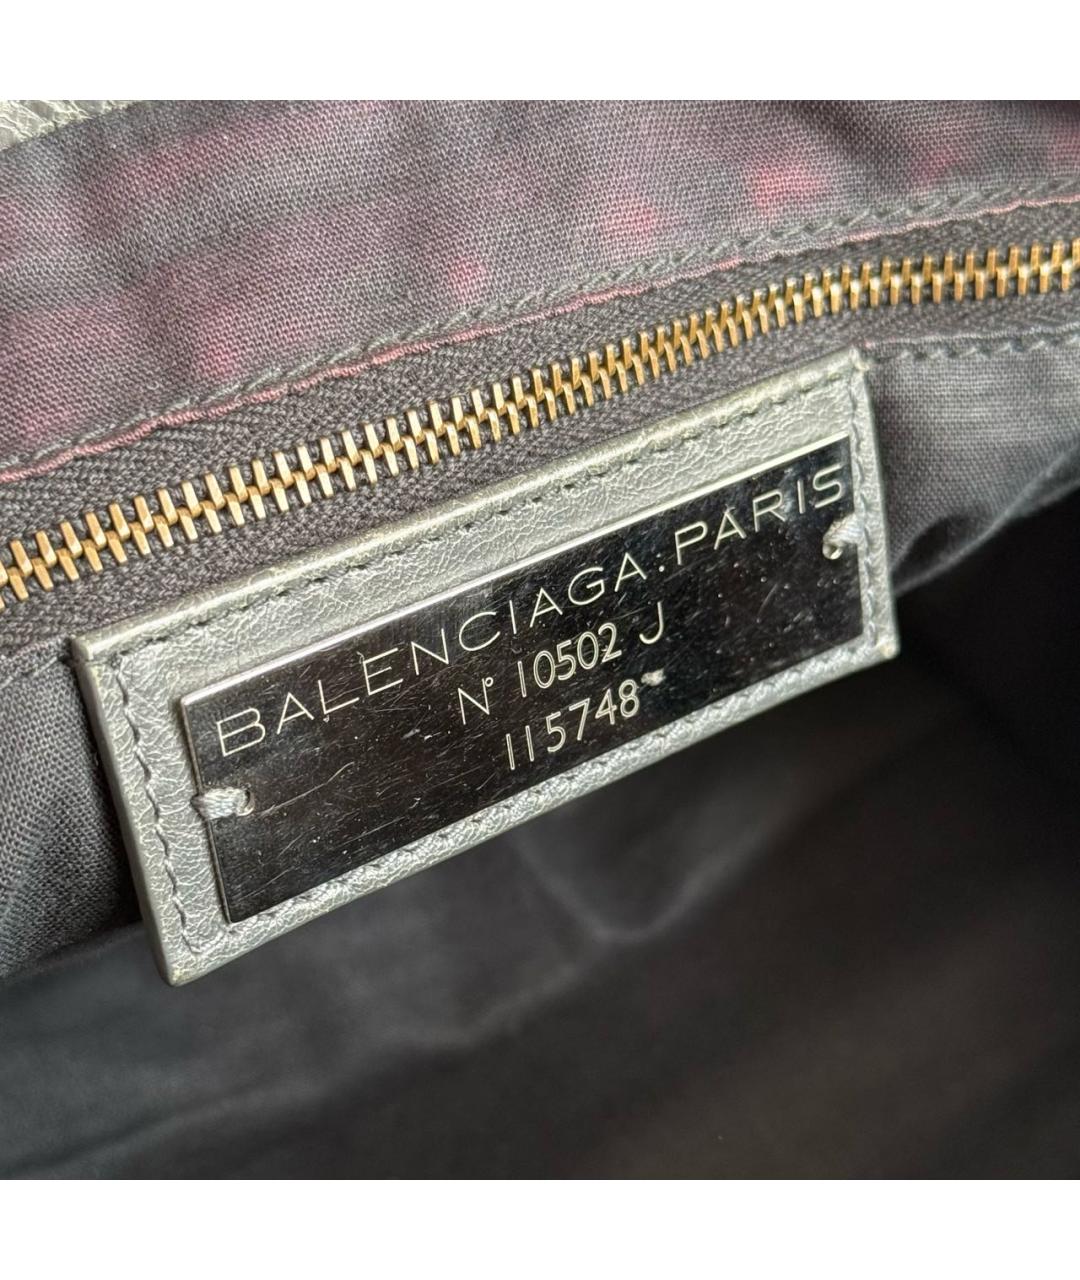 BALENCIAGA.PARIS
N° 10502 J
115748